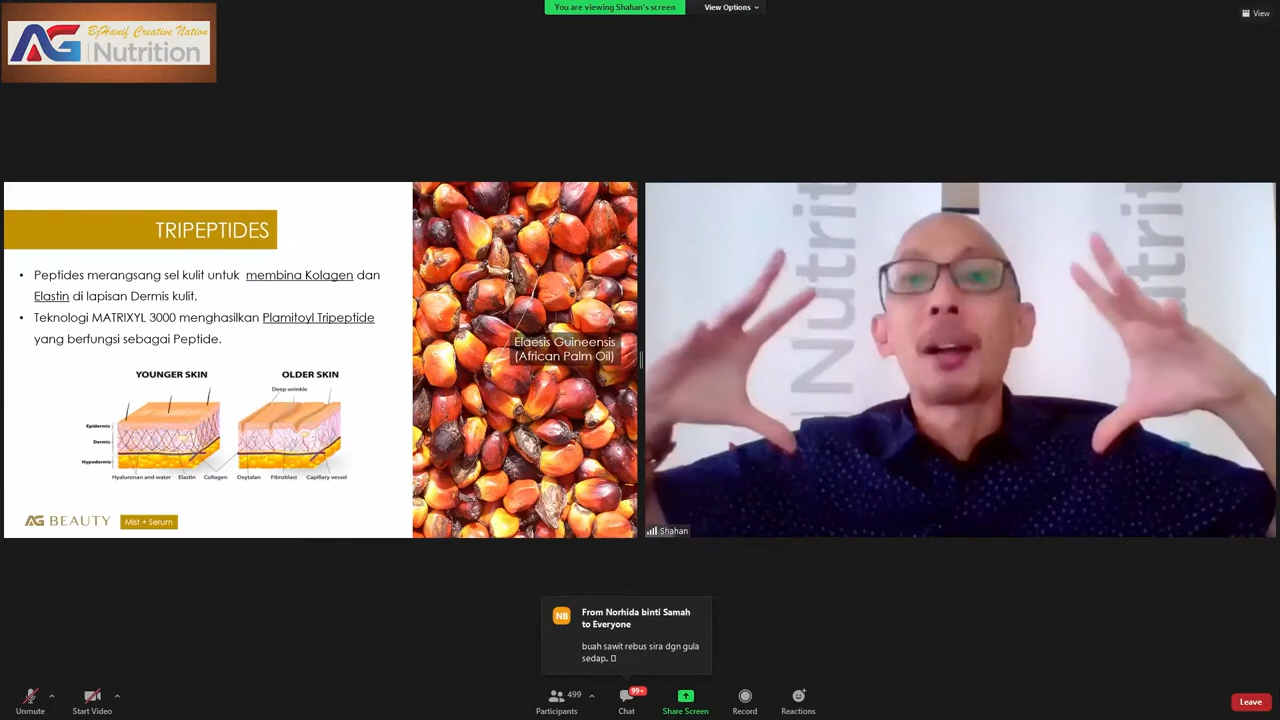 You are viewing Shahan's screen
View Options
View
BzHanif Creative Nation
AG Nutrition
TRIPEPTIDES
• Peptides merangsang sel kulit untuk membina Kolagen dan
Elastin di lapisan Dermis kulit.
• Teknologi MATRIXYL 3000 menghasilkan Plamitoyl Tripeptide
yang berfungsi sebagai Peptide.
Elaesis Guineensis
(African Palm Oil)
YOUNGER SKIN
OLDER SKIN
Deep wrinkle
Epidermis
Dermis
Hypodermis
Hyaluronan and water
Elastin
Collagen
Oxytalan
Fibroblast
Capillary vessel
AG BEAUTY
Mist + Serum
Nutrit
Nutrit
Shahan
NB
From Norhida binti Samah
to Everyone
buah sawit rebus sira dgn gula
sedap.
Unmute
Start Video
499
Participants
99+
Chat
Share Screen
Record
Reactions
Leave